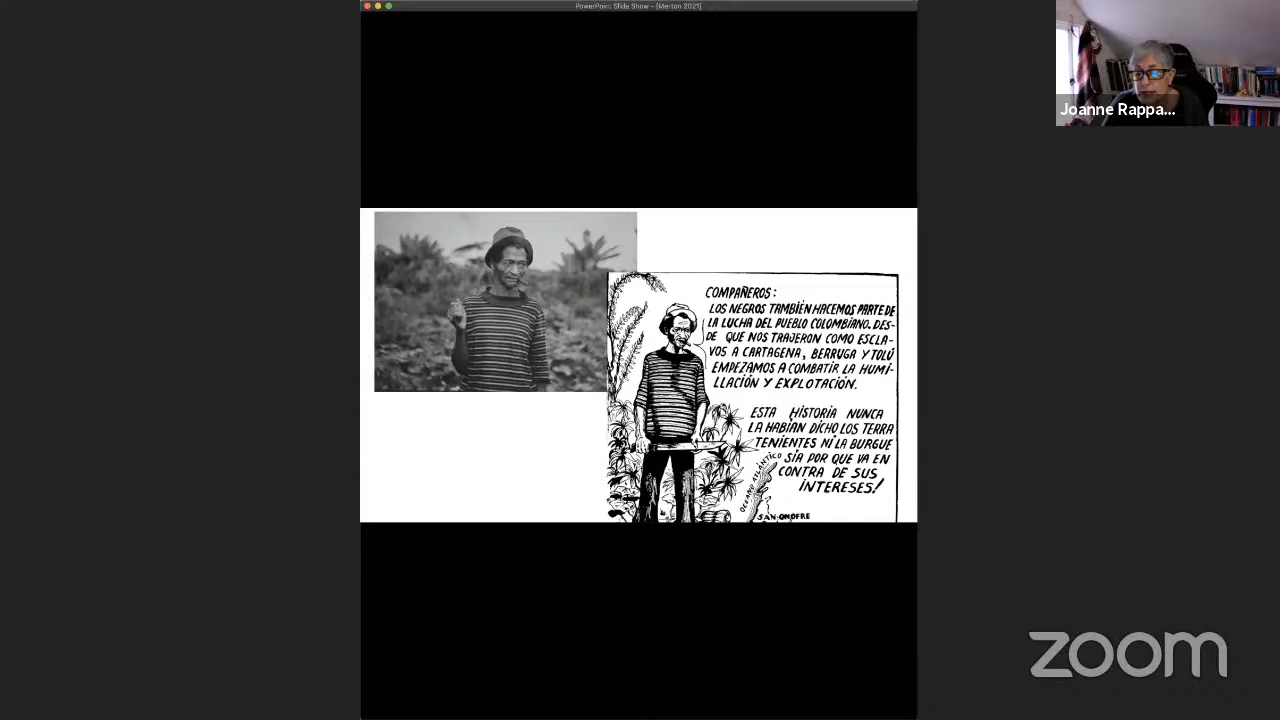 PowerPoint Slide Show - [Merton 2021]
Joanne Rappa...
COMPAÑEROS:
LOS NEGROS TAMBIÉN HACEMOS PARTE DE
LA LUCHA DEL PUEBLO COLOMBIANO. DES-
DE QUE NOS TRAJERON COMO ESCLA-
VOS A CARTAGENA, BERRUGA Y TOLÚ
EMPEZAMOS A COMBATIR LA HUMI-
LLACIÓN Y EXPLOTACIÓN.
ESTA HISTORIA NUNCA
LA HABÍAN DICHO LOS TERRA
TENIENTES NI LA BURGUE
SÍA POR QUE VA EN
CONTRA DE SUS
INTERESES!
OCEANO ATLÁNTICO
SAN-ONOFRE
zoom